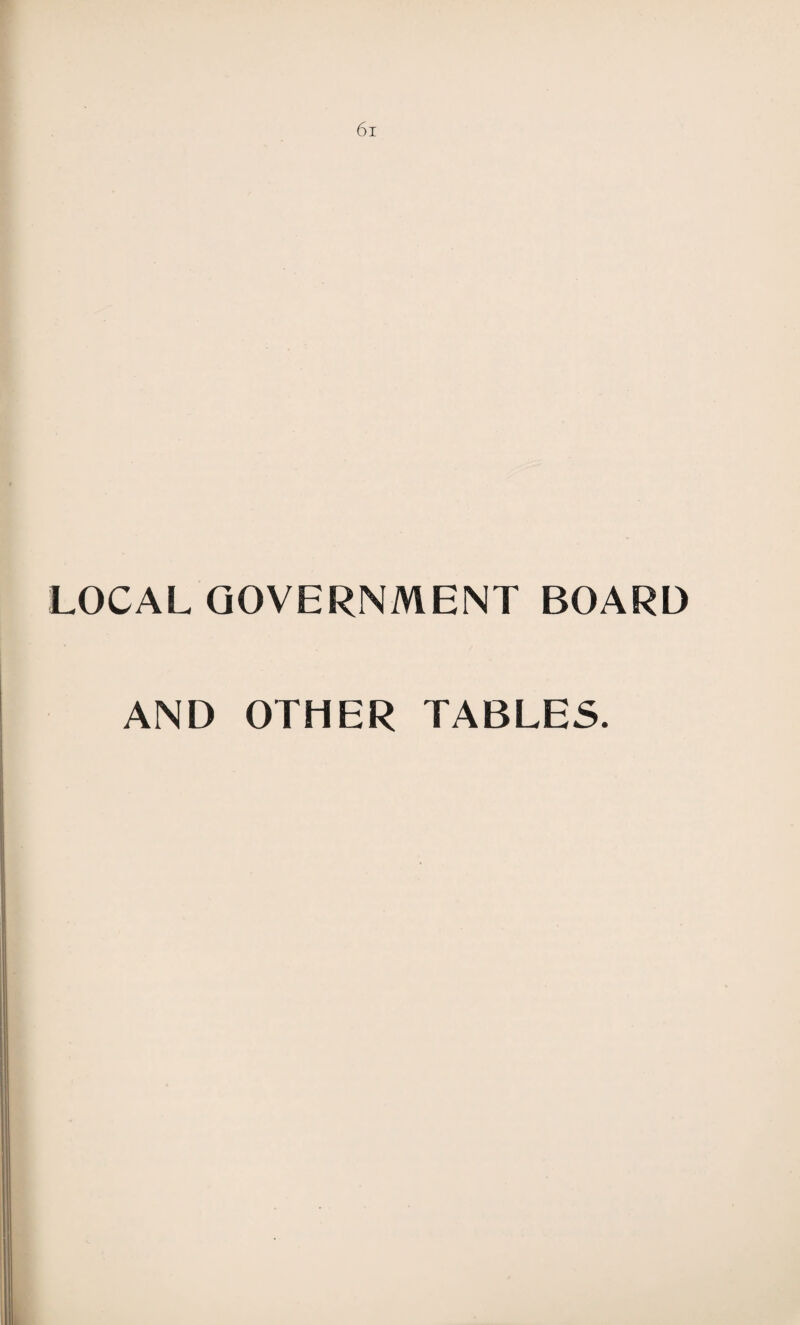 61
LOCAL GOVERNMENT BOARD
AND OTHER TABLES.